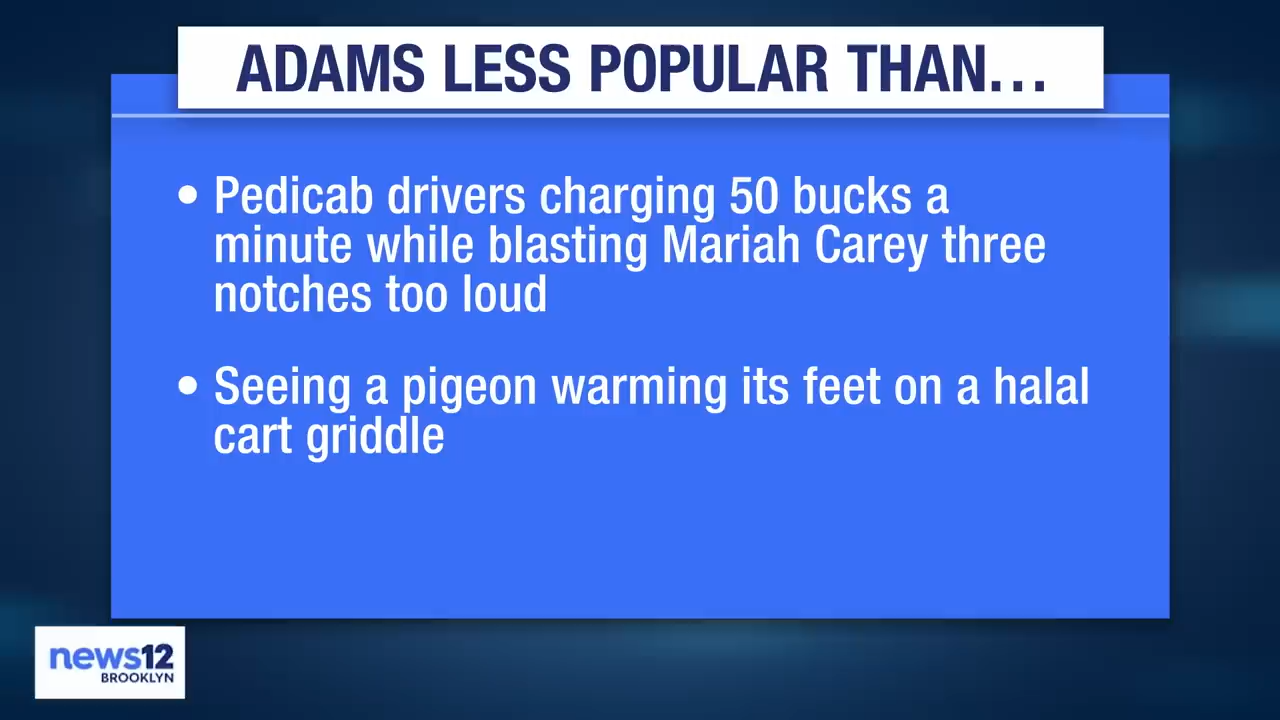 ADAMS LESS POPULAR THAN...
• Pedicab drivers charging 50 bucks a
minute while blasting Mariah Carey three
notches too loud
• Seeing a pigeon warming its feet on a halal
cart griddle
news12
BROOKLYN